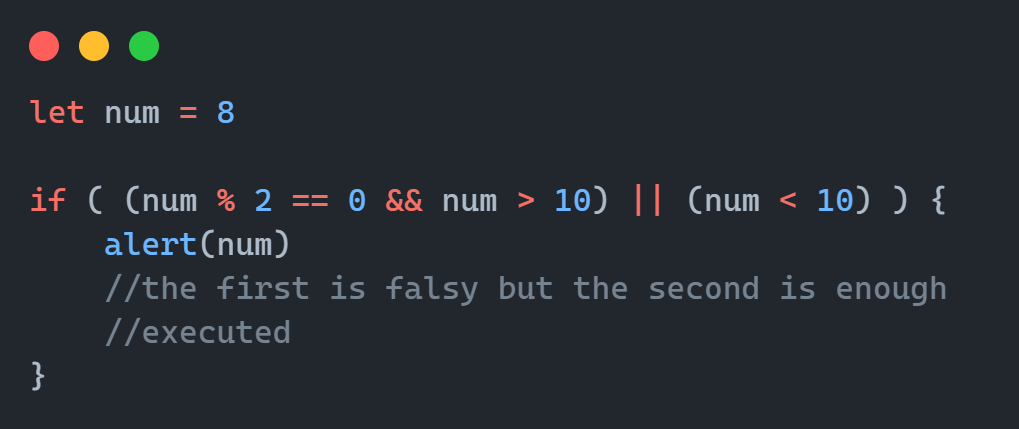 let num = 8
if ( (num % 2 == 0 && num > 10) || (num < 10) ) {
alert(num)
//the first is falsy but the second is enough
//executed
}